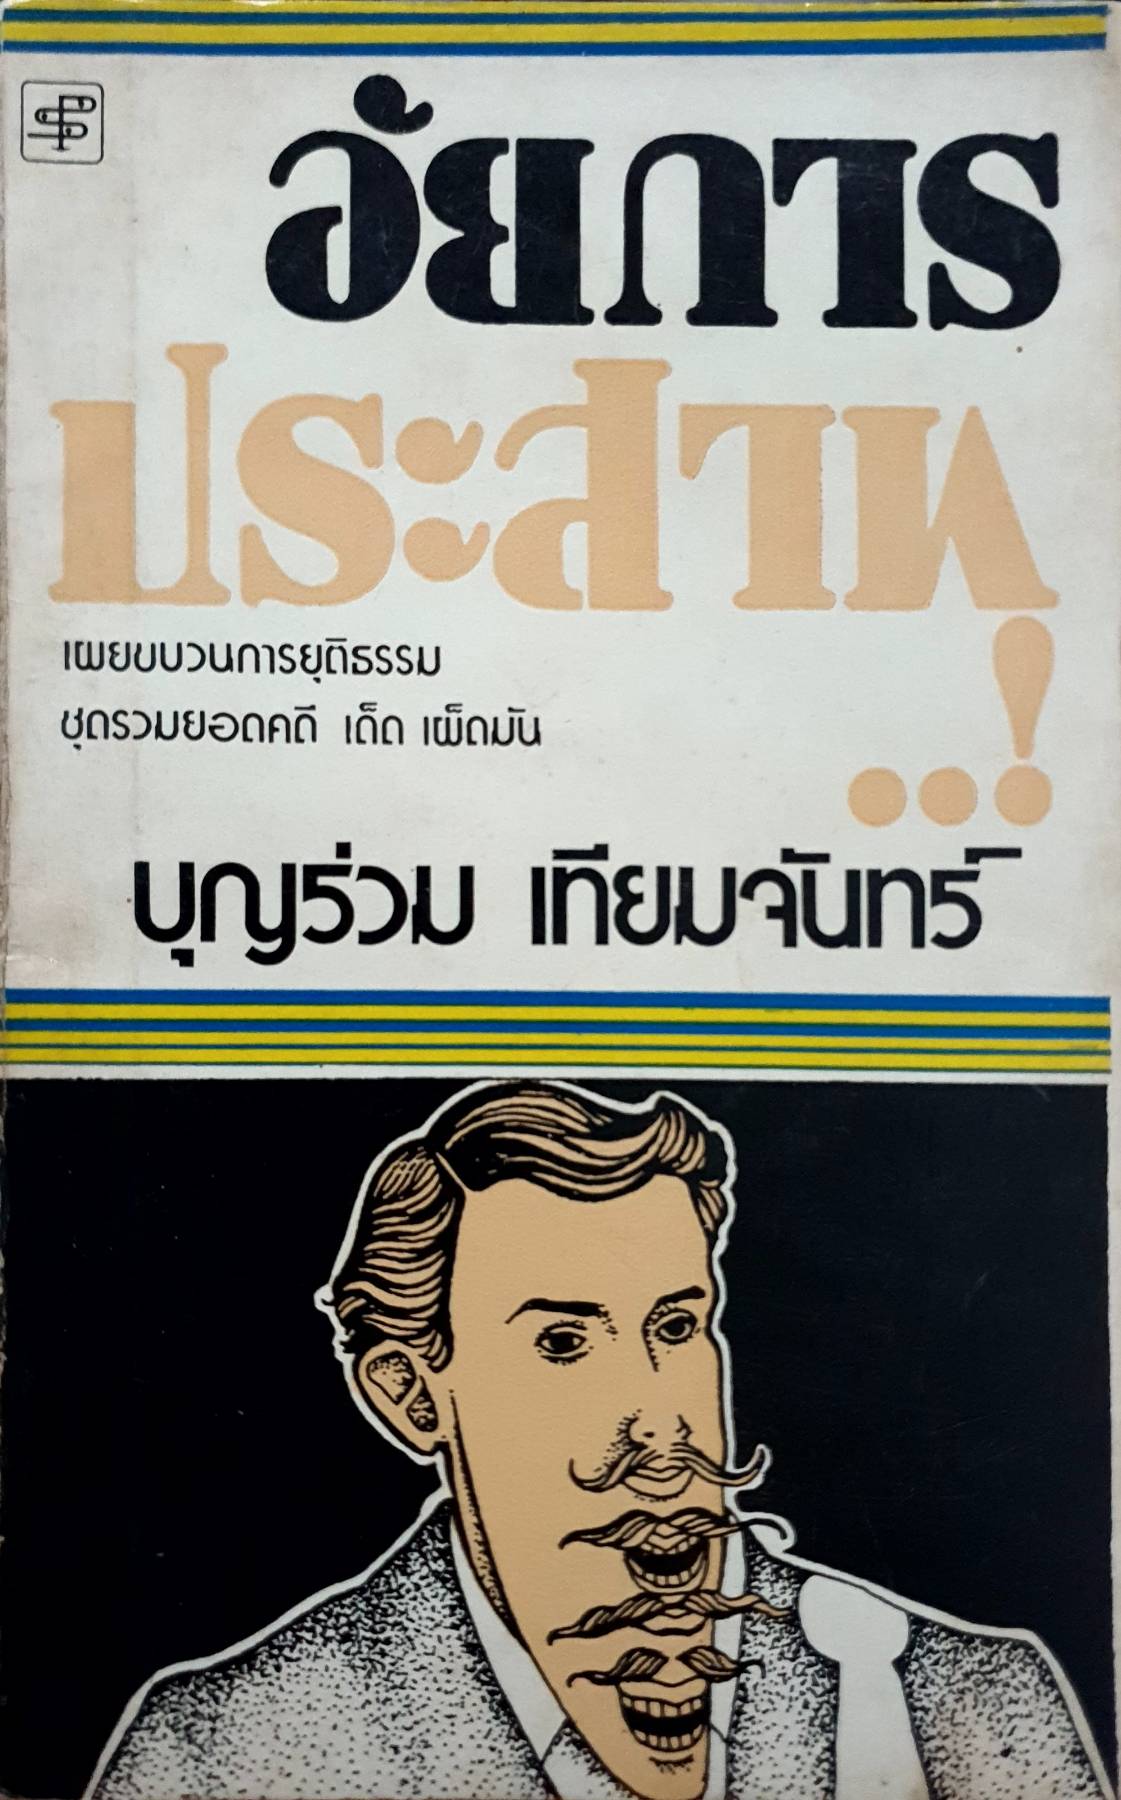 อัยการ
ประสาท
...!
เผยขบวนการยุติธรรม
ชุดรวมยอดคดี เด็ด เผ็ดมัน
บุญร่วม เทียมจันทร์